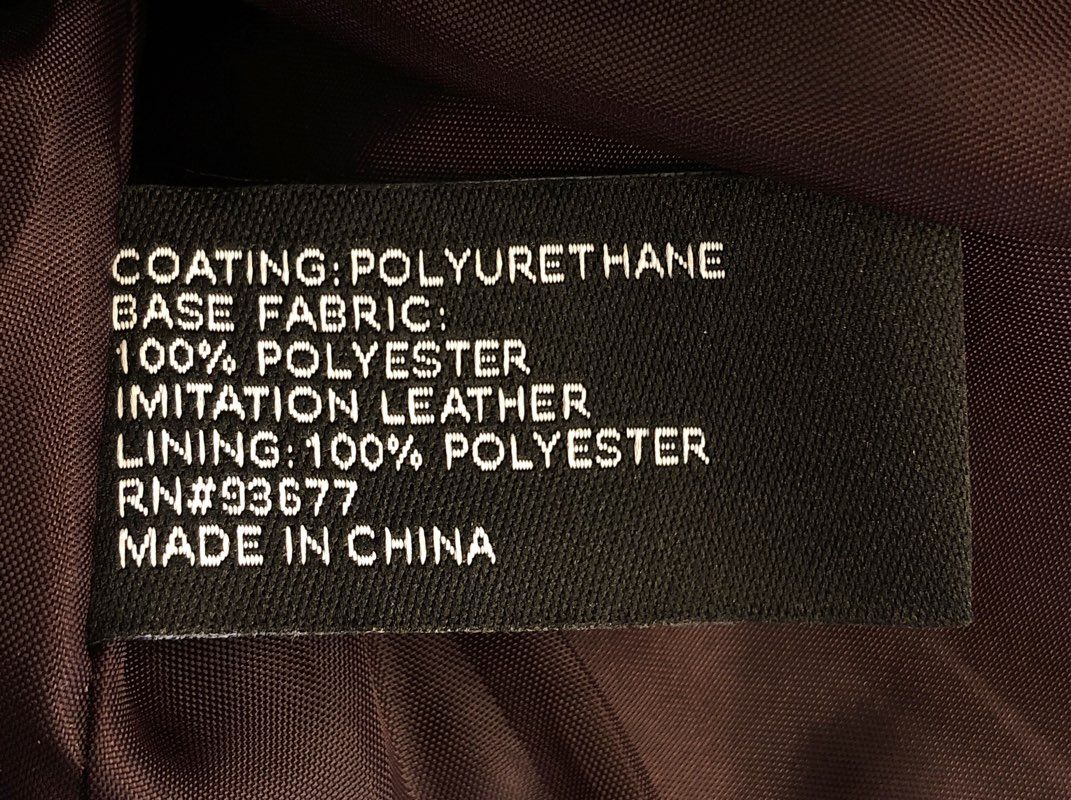 COATING:POLYURETHANE
BASE FABRIC:
100% POLYESTER
IMITATION LEATHER
LINING:100% POLYESTER
RN#93677
MADE IN CHINA